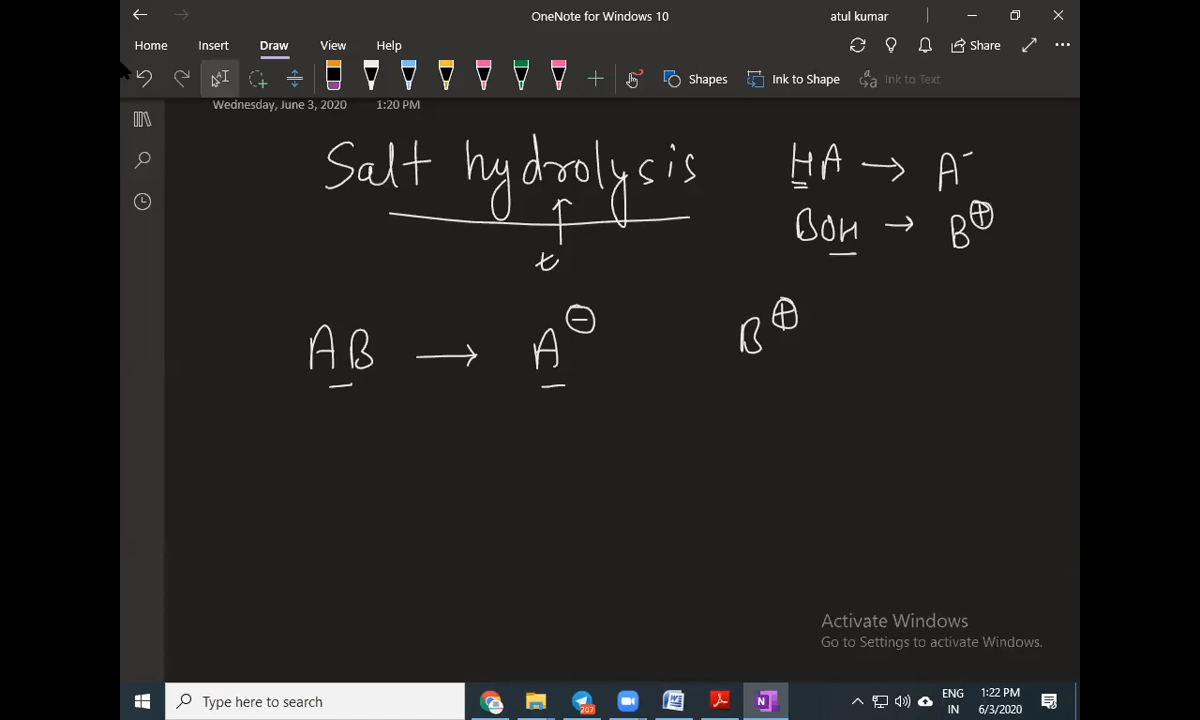 OneNote for Windows 10
atul kumar
Home Insert Draw View Help
Share
Shapes Ink to Shape Ink to Text
Wednesday, June 3, 2020 1:20 PM
Salt hydrolysis
HA → A⁻
BOH → B⊕
t
AB → A⊖ B⊕
Activate Windows
Go to Settings to activate Windows.
Type here to search
207
ENG
IN
1:22 PM
6/3/2020